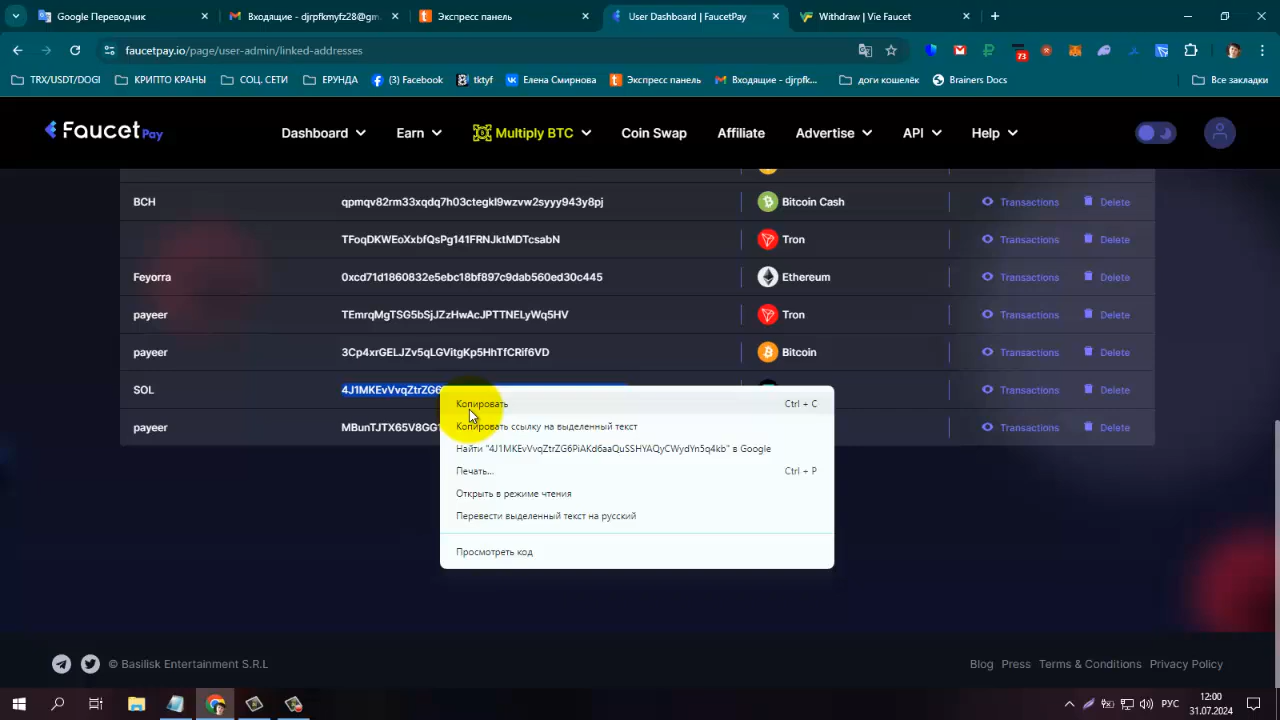 Google Переводчик
Входящие - djrpfkmyfz28@gm
Экспресс панель
User Dashboard | FaucetPay
Withdraw | Vie Faucet
faucetpay.io/page/user-admin/linked-addresses
73
TRX/USDT/DOGI
КРИПТО КРАНЫ
СОЦ. СЕТИ
ЕРУНДА
(3) Facebook
tktyf
Елена Смирнова
Экспресс панель
Входящие - djrpfk...
доги кошелёк
Brainers Docs
Все закладки
FaucetPay
Dashboard
Earn
Multiply BTC
Coin Swap
Affiliate
Advertise
API
Help
BCH qpmqv82rm33xqdq7h03ctegkl9wzvw2syyy943y8pj Bitcoin Cash Transactions Delete
TFoqDKWEoXxbfQsPg141FRNJktMDTcsabN Tron Transactions Delete
Feyorra 0xcd71d1860832e5ebc18bf897c9dab560ed30c445 Ethereum Transactions Delete
payeer TEmrqMgTSG5bSjJZzHwAcJPTTNELyWq5HV Tron Transactions Delete
payeer 3Cp4xrGELJZv5qLGVitgKp5HhTfCRif6VD Bitcoin Transactions Delete
SOL 4J1MKEvVvqZtrZG6 Transactions Delete
payeer MBunTJTX65V8GG1 Transactions Delete
Копировать Ctrl + C
Копировать ссылку на выделенный текст
Найти "4J1MKEvVvqZtrZG6PiAKd6aaQuSSHYAQyCWydYn5q4kb" в Google
Печать... Ctrl + P
Открыть в режиме чтения
Перевести выделенный текст на русский
Просмотреть код
© Basilisk Entertainment S.R.L
Blog
Press
Terms & Conditions
Privacy Policy
РУС
12:00
31.07.2024